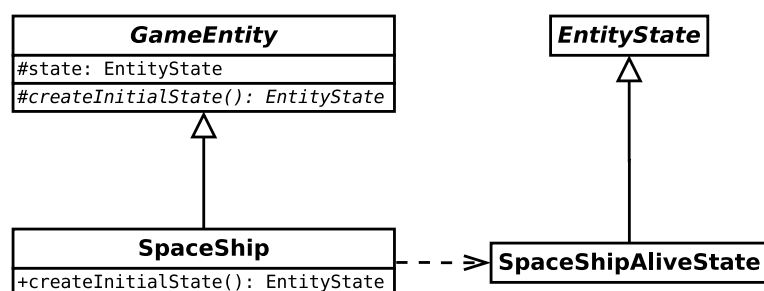 GameEntity
#state: EntityState
#createInitialState(): EntityState
EntityState
SpaceShip
+createInitialState(): EntityState
SpaceShipAliveState